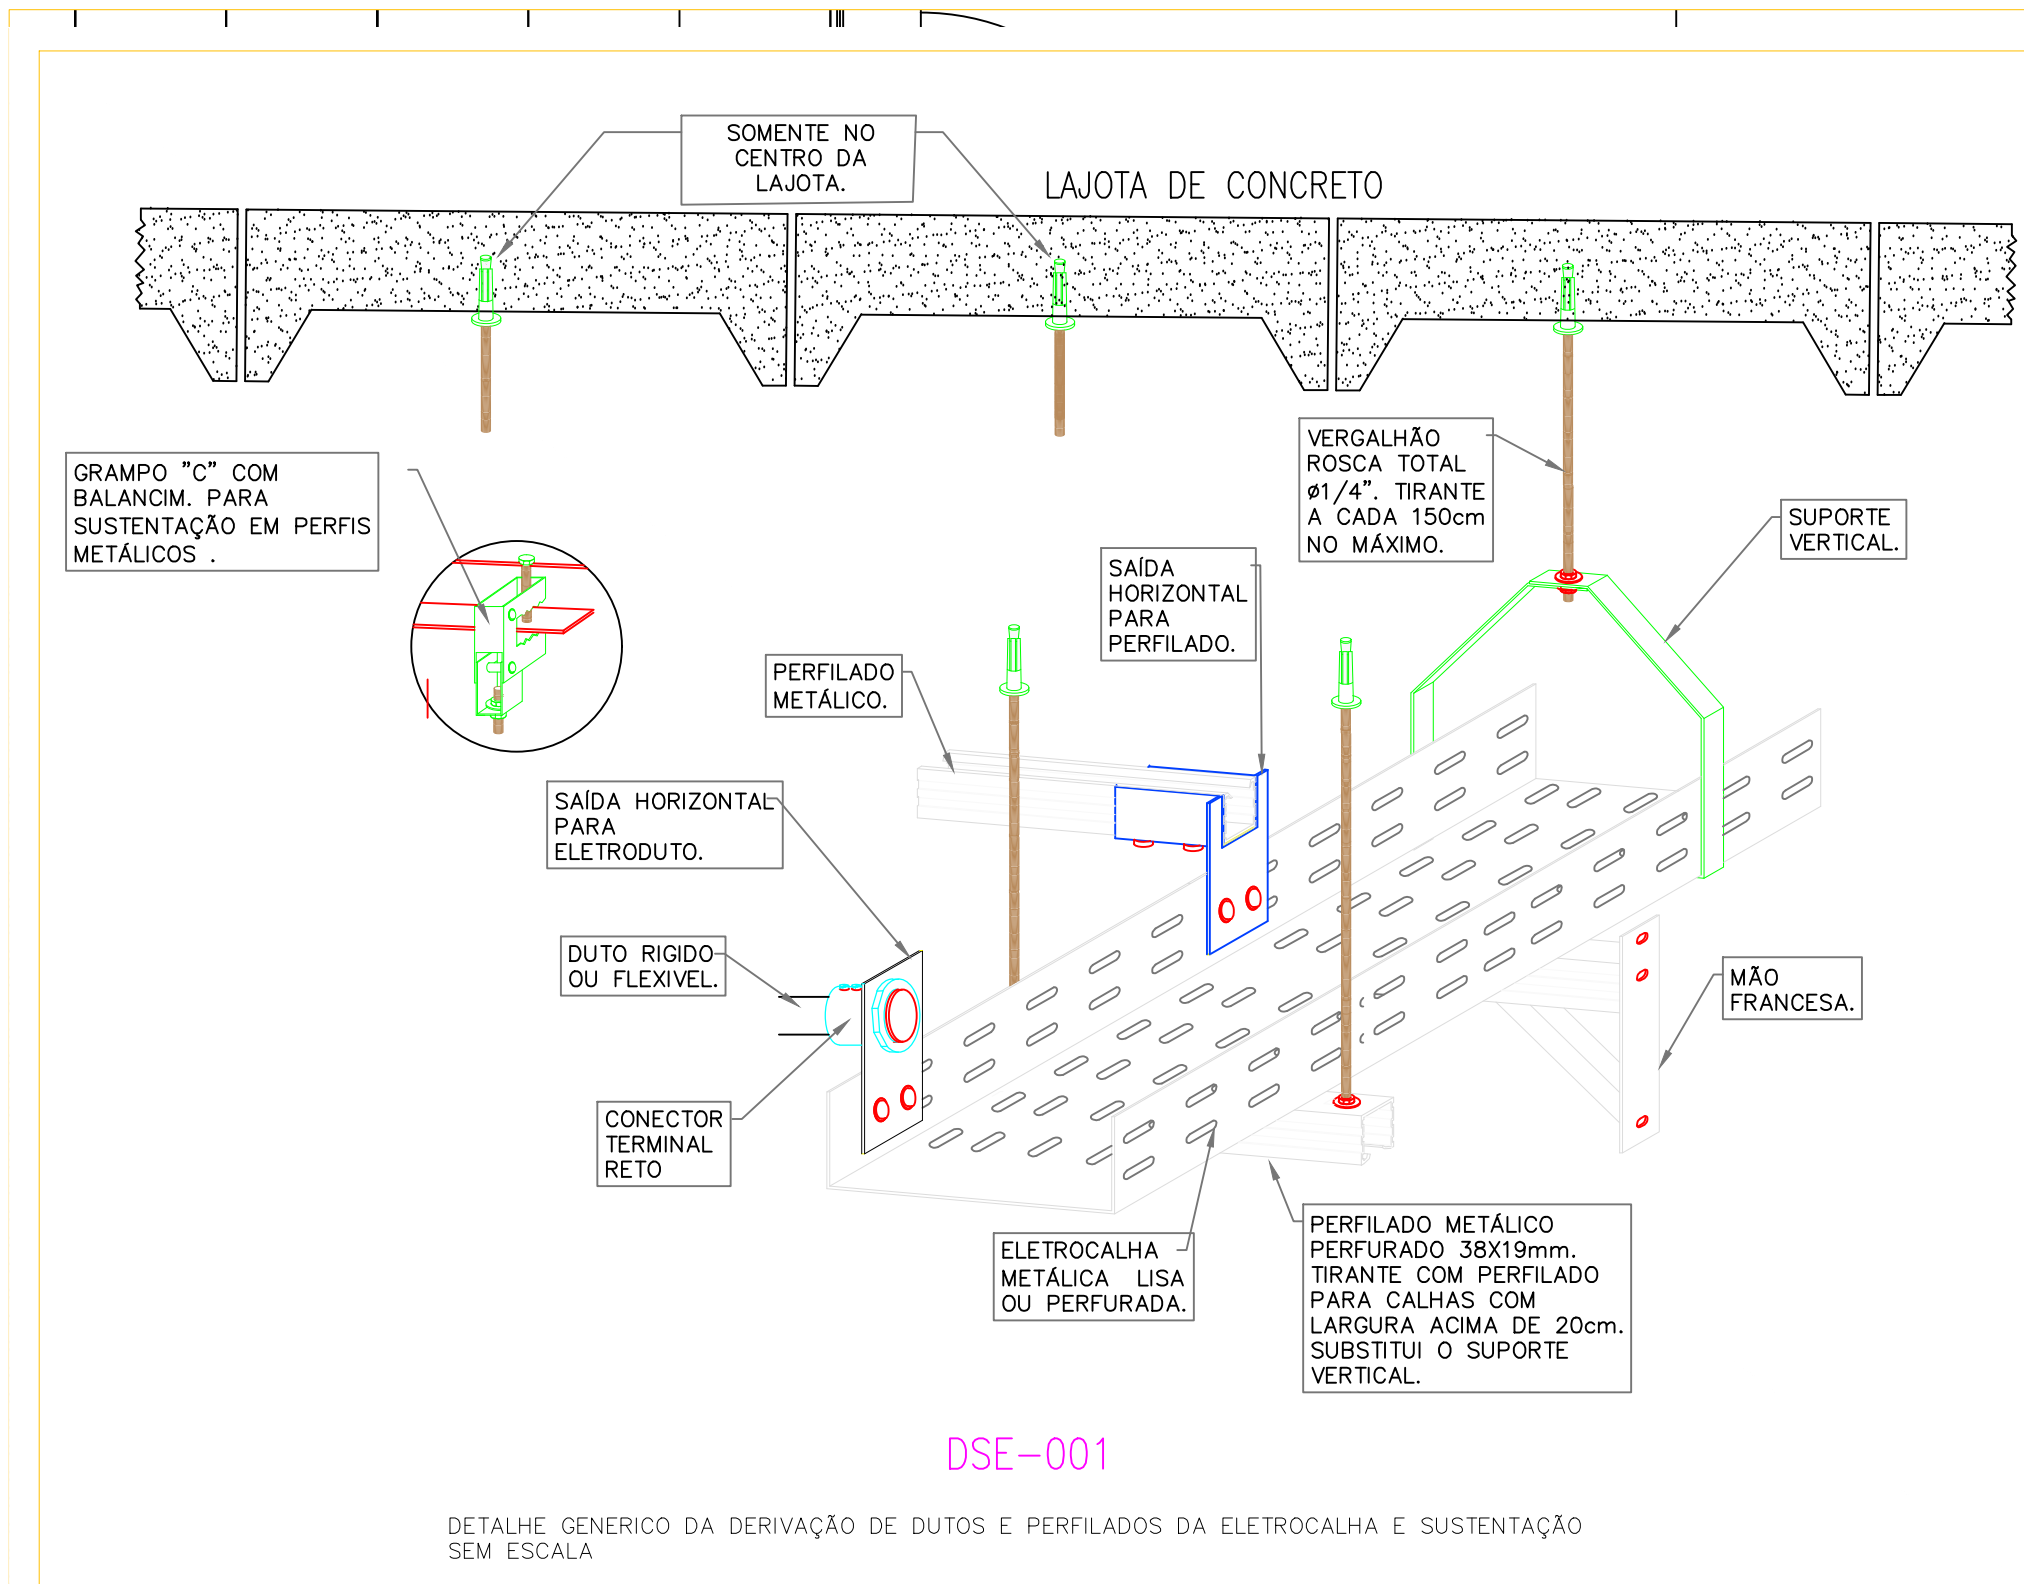 SOMENTE NO
CENTRO DA
LAJOTA.
LAJOTA DE CONCRETO
GRAMPO "C" COM
BALANCIM. PARA
SUSTENTAÇÃO EM PERFIS
METÁLICOS .
VERGALHÃO
ROSCA TOTAL
ø1/4". TIRANTE
A CADA 150cm
NO MÁXIMO.
SUPORTE
VERTICAL.
SAÍDA
HORIZONTAL
PARA
PERFILADO.
PERFILADO
METÁLICO.
SAÍDA HORIZONTAL
PARA
ELETRODUTO.
DUTO RIGIDO
OU FLEXIVEL.
MÃO
FRANCESA.
CONECTOR
TERMINAL
RETO
ELETROCALHA
METÁLICA LISA
OU PERFURADA.
PERFILADO METÁLICO
PERFURADO 38X19mm.
TIRANTE COM PERFILADO
PARA CALHAS COM
LARGURA ACIMA DE 20cm.
SUBSTITUI O SUPORTE
VERTICAL.
DSE-001
DETALHE GENERICO DA DERIVAÇÃO DE DUTOS E PERFILADOS DA ELETROCALHA E SUSTENTAÇÃO
SEM ESCALA